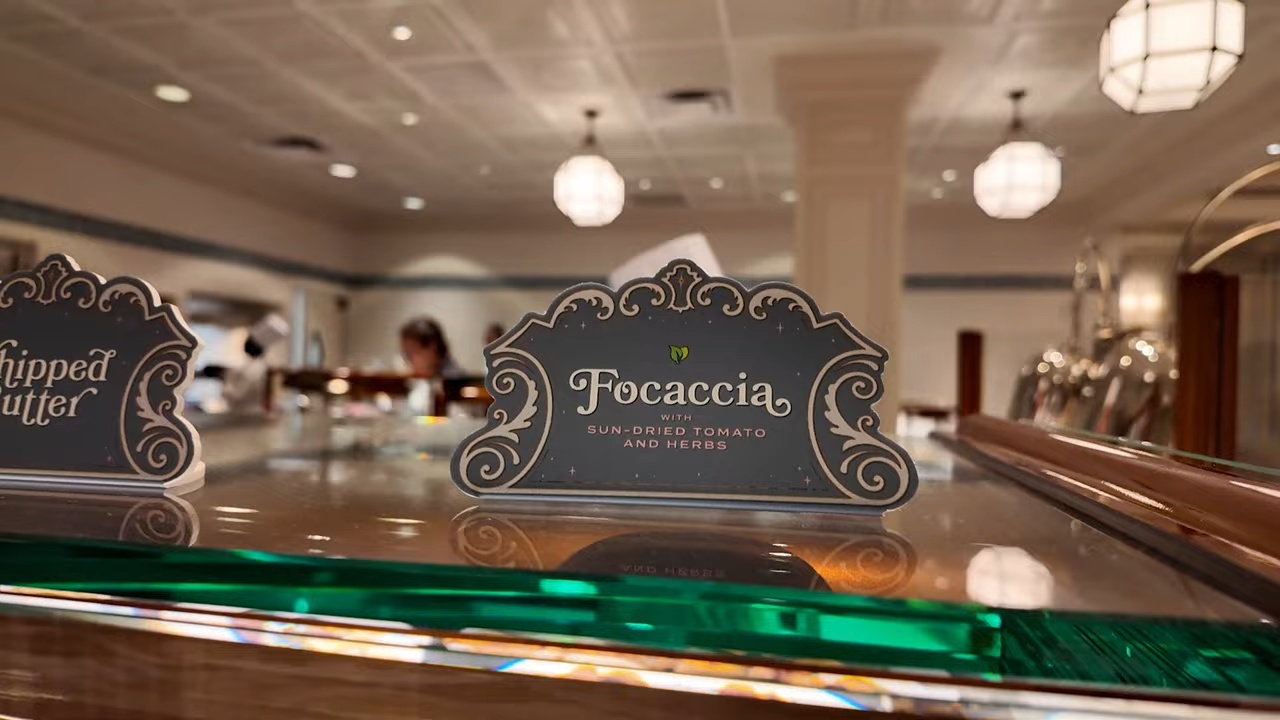 hipped
utter
Focaccia
WITH
SUN-DRIED TOMATO
AND HERBS